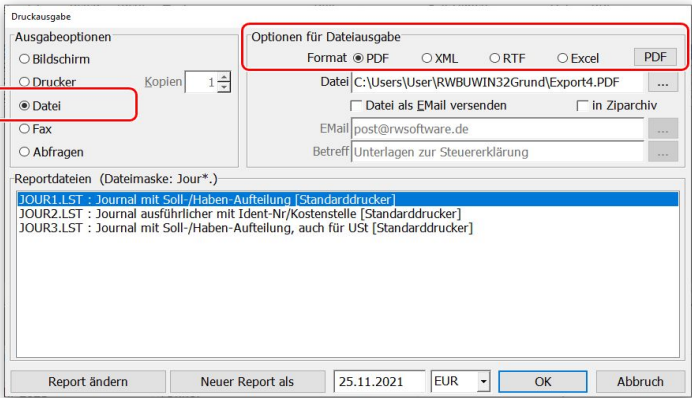 Druckausgabe
Ausgabeoptionen
Bildschirm
Drucker Kopien 1
Datei
Fax
Abfragen
Optionen für Dateiausgabe
Format PDF XML RTF Excel PDF
Datei C:\Users\User\RWBUWIN32Grund\Export4.PDF ...
Datei als EMail versenden in Ziparchiv
EMail post@rwsoftware.de ...
Betreff Unterlagen zur Steuererklärung ...
Reportdateien (Dateimaske: Jour*.)
JOUR1.LST : Journal mit Soll-/Haben-Aufteilung [Standarddrucker]
JOUR2.LST : Journal ausführlicher mit Ident-Nr/Kostenstelle [Standarddrucker]
JOUR3.LST : Journal mit Soll-/Haben-Aufteilung, auch für USt [Standarddrucker]
Report ändern Neuer Report als 25.11.2021 EUR OK Abbruch